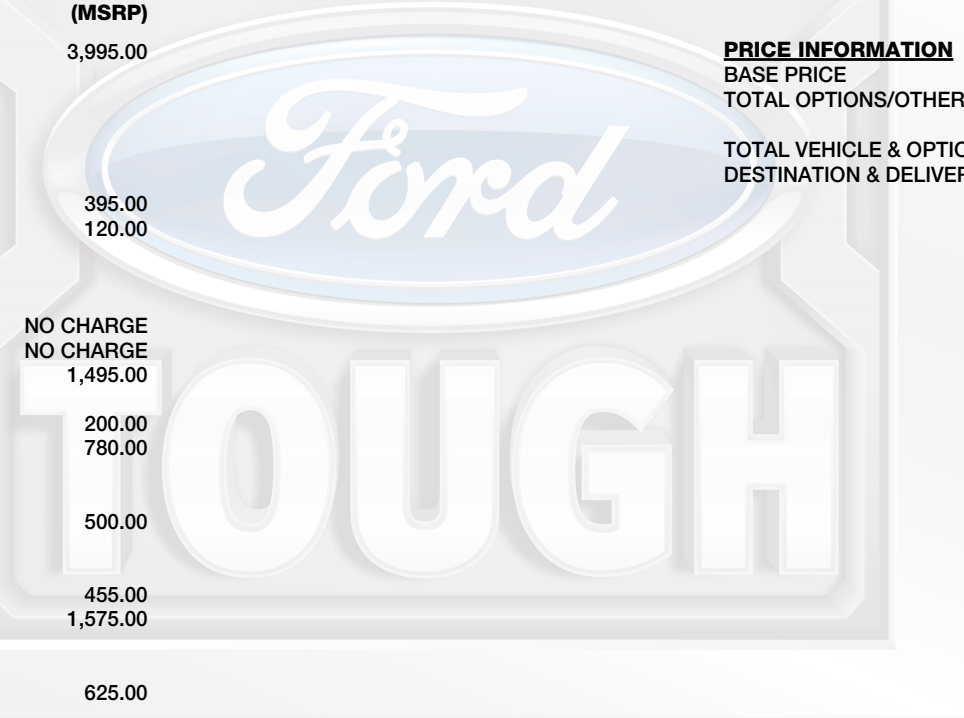 (MSRP)
3,995.00
395.00
120.00
NO CHARGE
NO CHARGE
1,495.00
200.00
780.00
500.00
455.00
1,575.00
625.00
PRICE INFORMATION
BASE PRICE
TOTAL OPTIONS/OTHER
TOTAL VEHICLE & OPTIO
DESTINATION & DELIVER
Ford
TOUGH